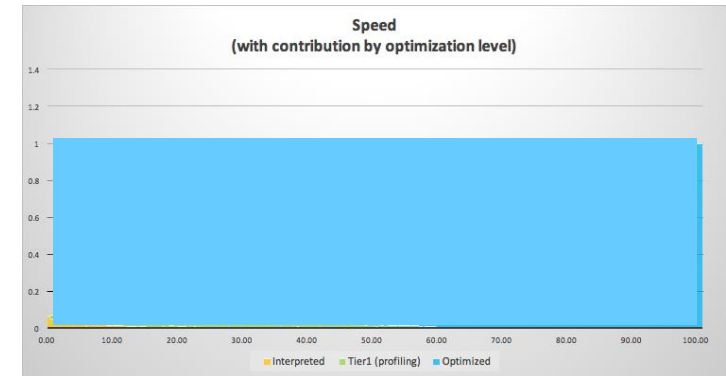 Speed
(with contribution by optimization level)
1.4
1.2
1
0.8
0.6
0.4
0.2
0
0.00 10.00 20.00 30.00 40.00 50.00 60.00 70.00 80.00 90.00 100.00
Interpreted Tier1 (profiling) Optimized